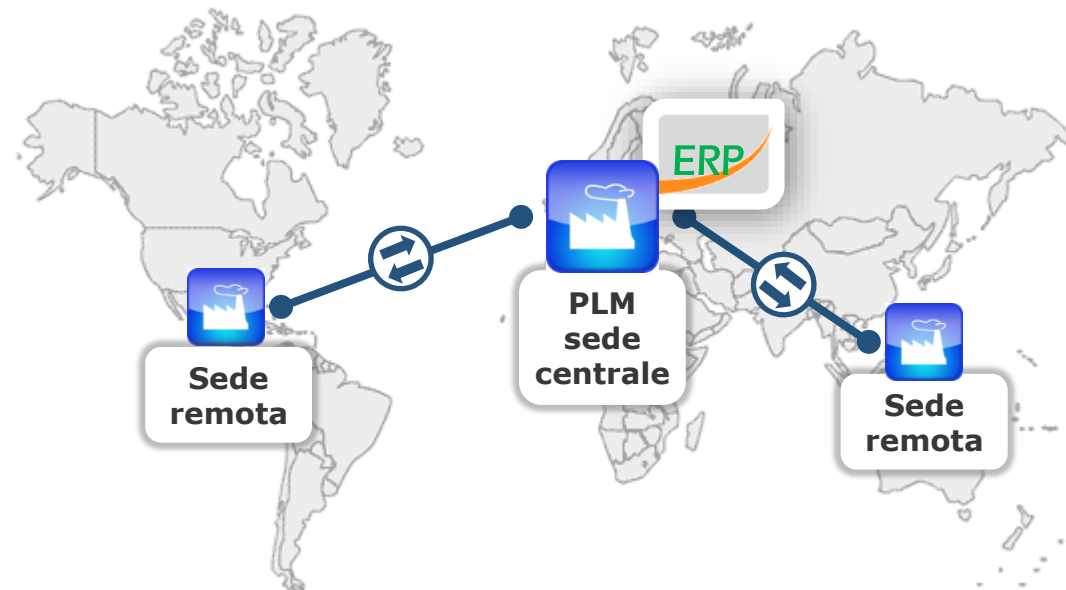 ERP
PLM
sede
centrale
Sede
remota
Sede
remota